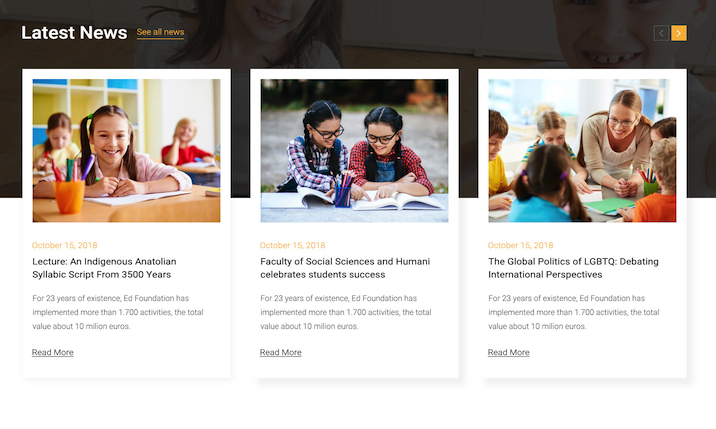 Latest News See all news
October 15, 2018
Lecture: An Indigenous Anatolian
Syllabic Script From 3500 Years
For 23 years of existence, Ed Foundation has
implemented more than 1.700 activities, the total
value about 10 milion euros.
Read More
October 15, 2018
Faculty of Social Sciences and Humani
celebrates students success
For 23 years of existence, Ed Foundation has
implemented more than 1.700 activities, the total
value about 10 milion euros.
Read More
October 15, 2018
The Global Politics of LGBTQ: Debating
International Perspectives
For 23 years of existence, Ed Foundation has
implemented more than 1.700 activities, the total
value about 10 milion euros.
Read More